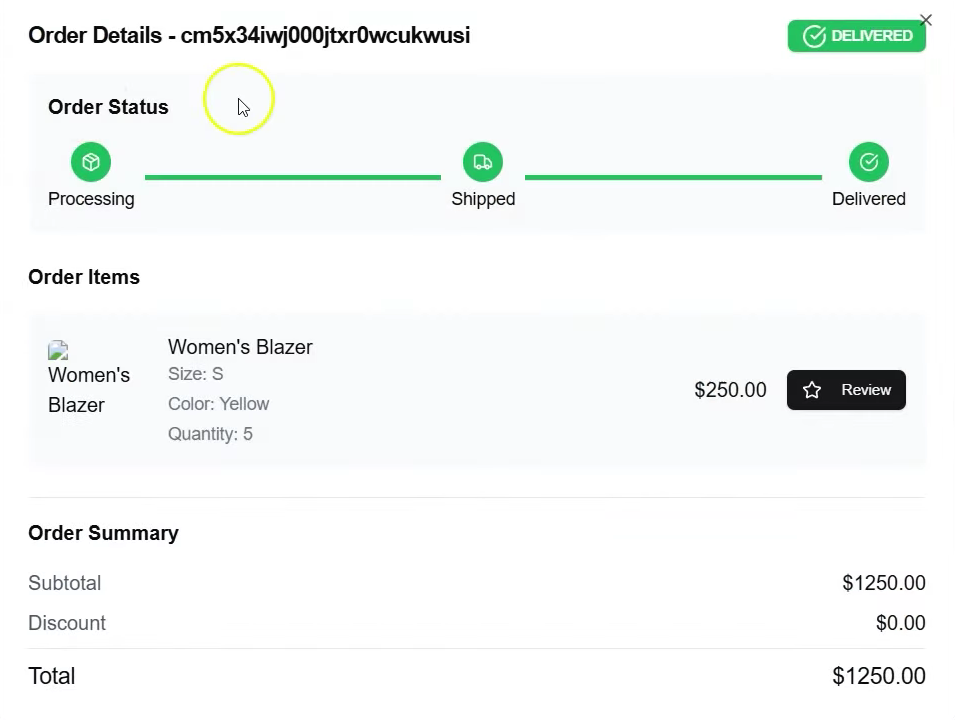 Order Details - cm5x34iwj000jtxr0wcukwusi
DELIVERED
Order Status
Processing
Shipped
Delivered
Order Items
Women's Blazer
Women's Blazer
Size: S
Color: Yellow
Quantity: 5
$250.00
Review
Order Summary
Subtotal
$1250.00
Discount
$0.00
Total
$1250.00